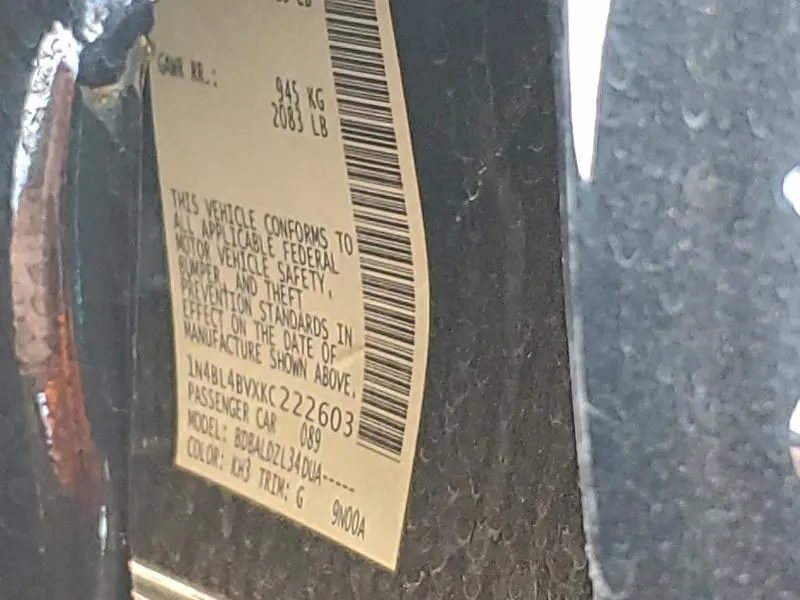 GAWR RR.:
945 KG
2083 LB
THIS VEHICLE CONFORMS TO
ALL APPLICABLE FEDERAL
MOTOR VEHICLE SAFETY,
BUMPER, AND THEFT
PREVENTION STANDARDS IN
EFFECT ON THE DATE OF
MANUFACTURE SHOWN ABOVE.
1N4BL4BVXKC222603
PASSENGER CAR 089
MODEL: BDBALDZL34DUA-----
COLOR: KH3 TRIM: G 9N00A